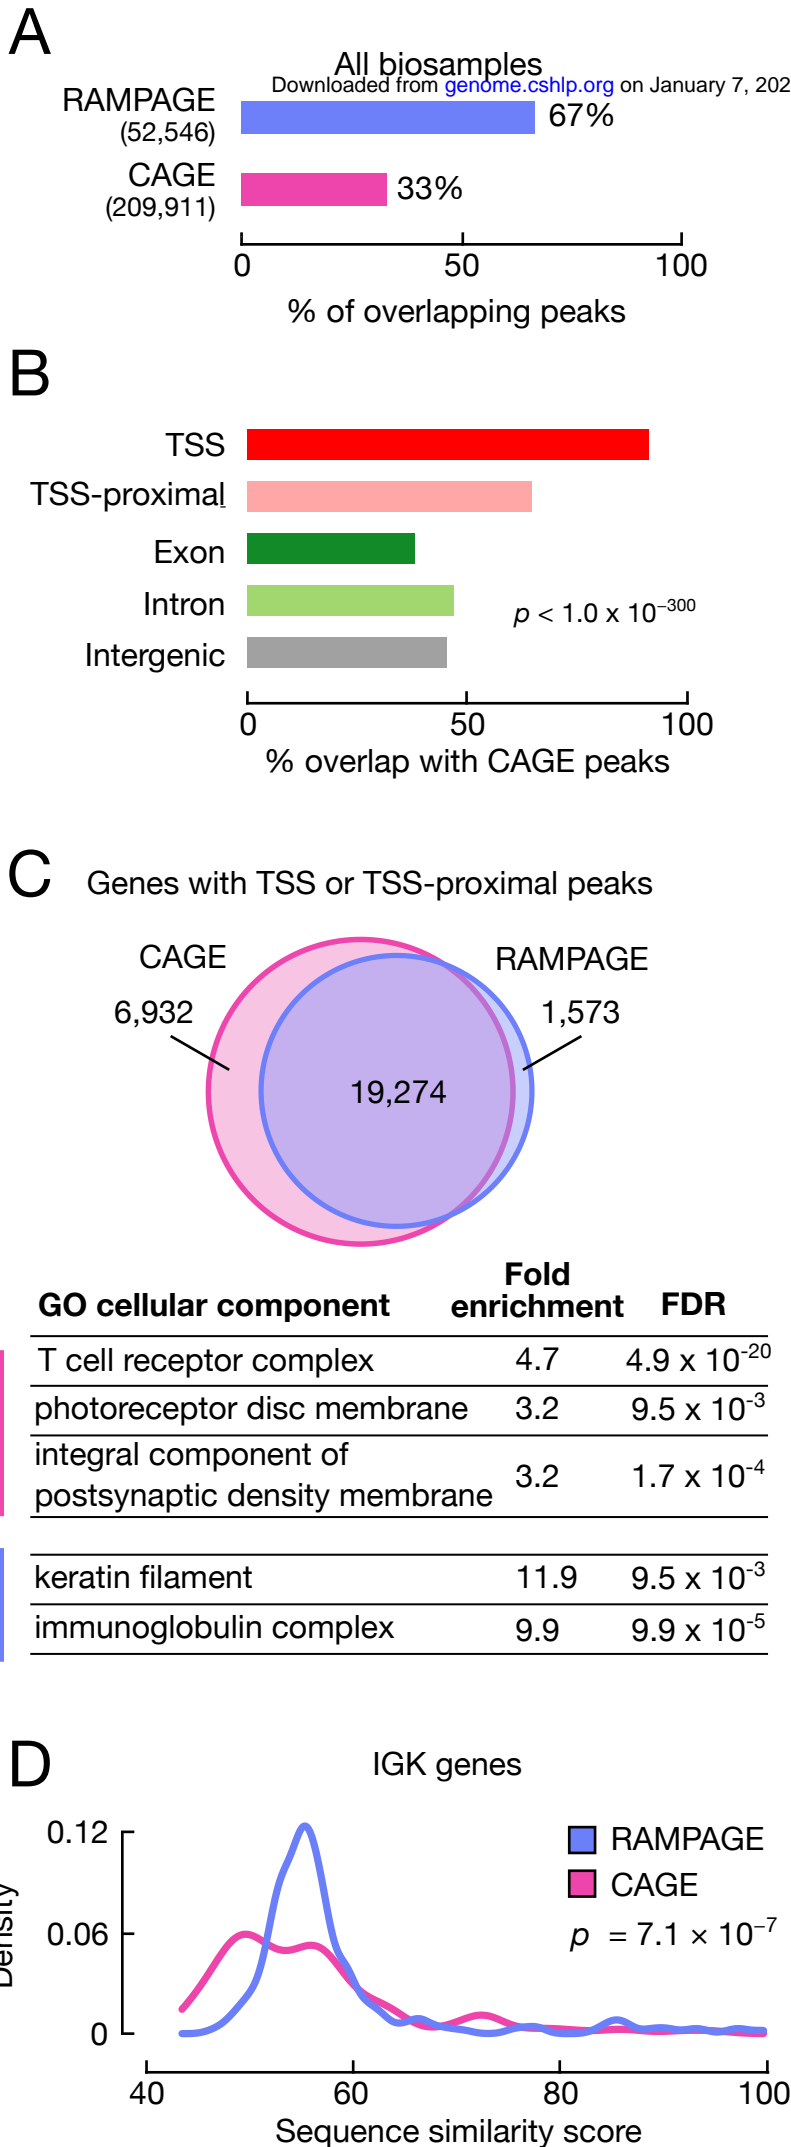 A
All biosamples
Downloaded from genome.cshlp.org on January 7, 202
RAMPAGE
(52,546)
67%
CAGE
(209,911)
33%
0 50 100
% of overlapping peaks
B
TSS
TSS-proximal
Exon
Intron
Intergenic
p < 1.0 x 10⁻³⁰⁰
0 50 100
% overlap with CAGE peaks
C
Genes with TSS or TSS-proximal peaks
CAGE
RAMPAGE
6,932
1,573
19,274
GO cellular component Fold enrichment FDR
T cell receptor complex 4.7 4.9 x 10⁻²⁰
photoreceptor disc membrane 3.2 9.5 x 10⁻³
integral component of
postsynaptic density membrane 3.2 1.7 x 10⁻⁴
keratin filament 11.9 9.5 x 10⁻³
immunoglobulin complex 9.9 9.9 x 10⁻⁵
D
IGK genes
RAMPAGE
CAGE
p = 7.1 × 10⁻⁷
Density
0.12
0.06
0
40 60 80 100
Sequence similarity score